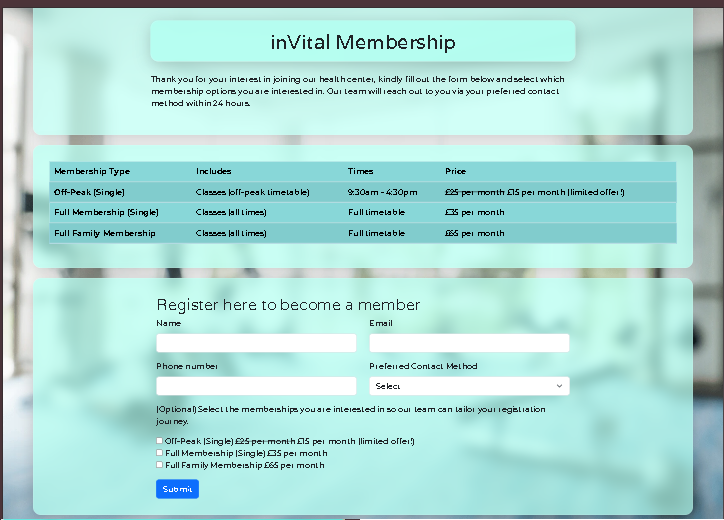 inVital Membership
Thank you for your interest in joining our health center, kindly fill out the form below and select which
membership options you are interested in. Our team will reach out to you via your preferred contact
method within 24 hours.
Membership Type Includes Times Price
Off-Peak (Single) Classes (off-peak timetable) 9:30am - 4:30pm £25 per month £15 per month (limited offer!)
Full Membership (Single) Classes (all times) Full timetable £35 per month
Full Family Membership Classes (all times) Full timetable £65 per month
Register here to become a member
Name Email
Phone number Preferred Contact Method
Select
(Optional) Select the memberships you are interested in so our team can tailor your registration
journey.
Off-Peak (Single) £25 per month £15 per month (limited offer!)
Full Membership (Single) £35 per month
Full Family Membership £65 per month
Submit